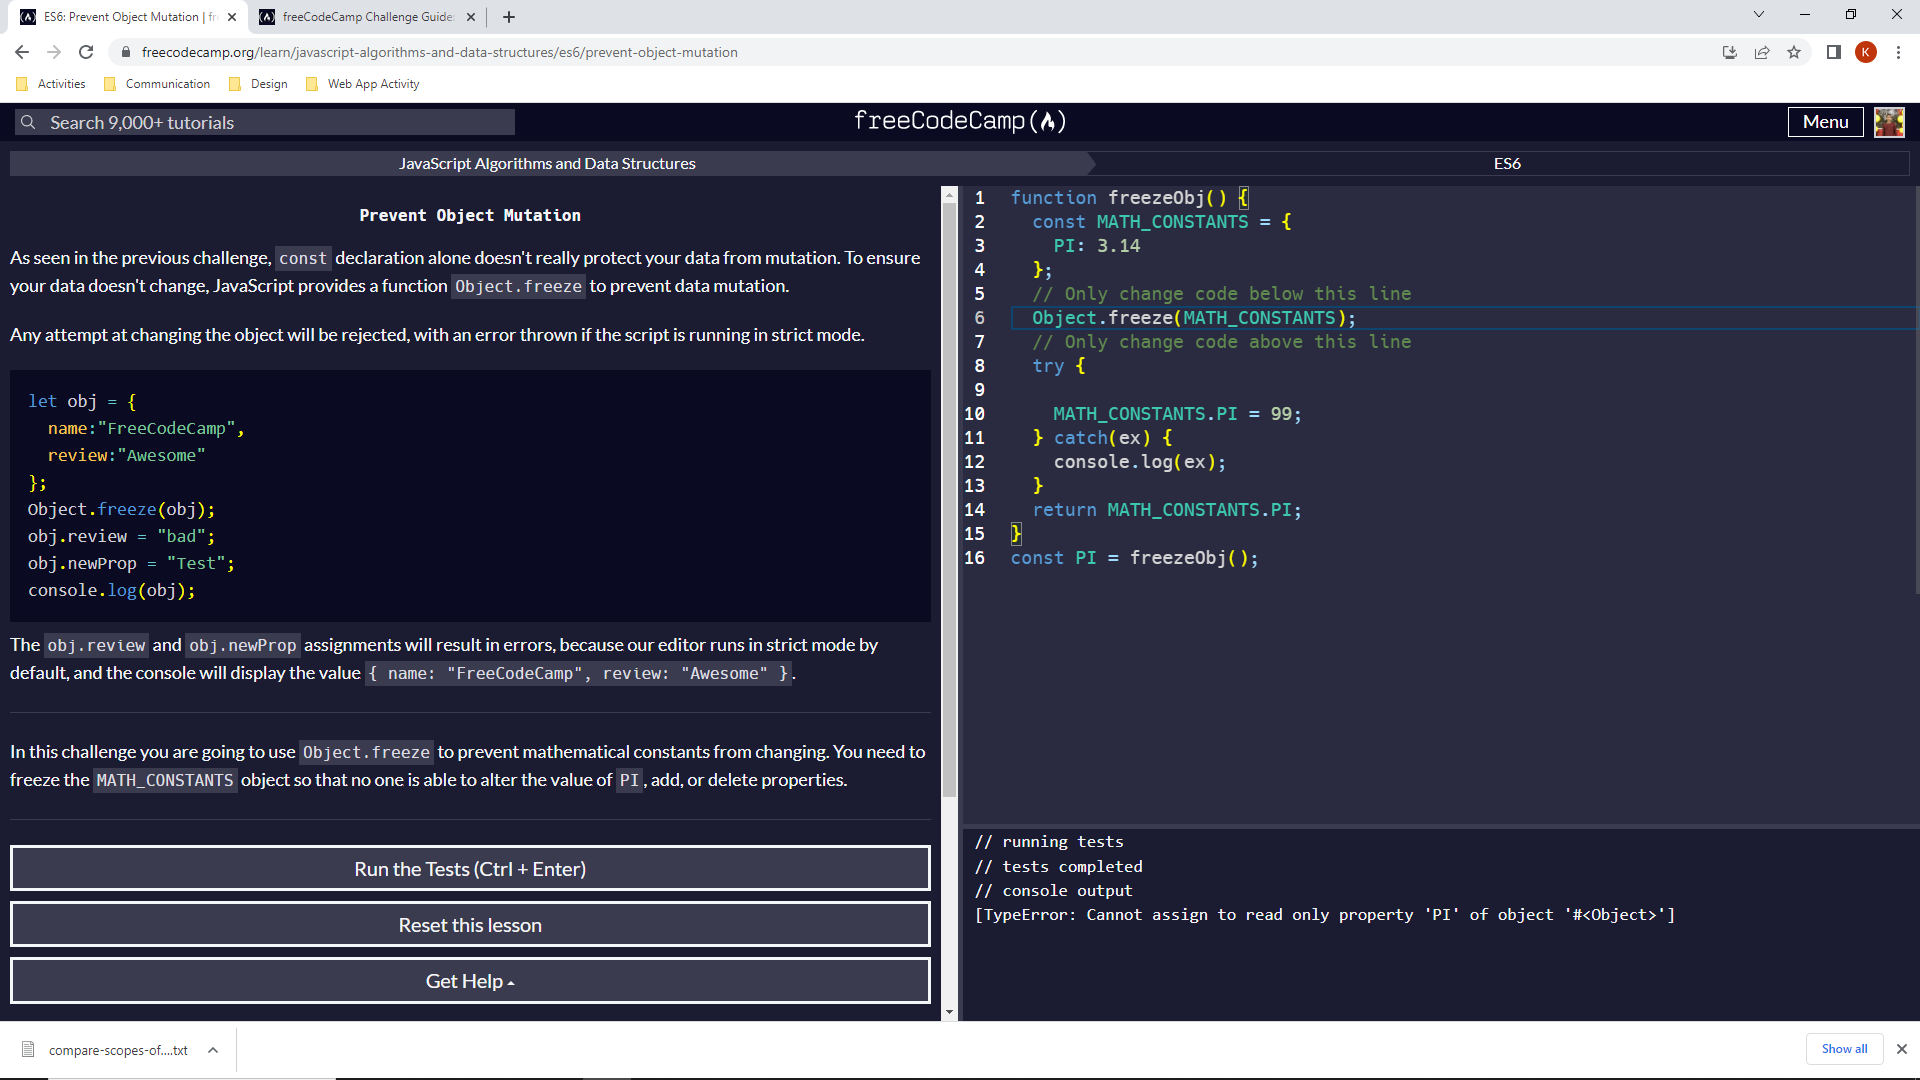 ES6: Prevent Object Mutation | fr
freeCodeCamp Challenge Guide:
freecodecamp.org/learn/javascript-algorithms-and-data-structures/es6/prevent-object-mutation
K
Activities
Communication
Design
Web App Activity
Search 9,000+ tutorials
freeCodeCamp
Menu
JavaScript Algorithms and Data Structures
ES6
Prevent Object Mutation
As seen in the previous challenge, const declaration alone doesn't really protect your data from mutation. To ensure
your data doesn't change, JavaScript provides a function Object.freeze to prevent data mutation.
Any attempt at changing the object will be rejected, with an error thrown if the script is running in strict mode.
let obj = {
name:"FreeCodeCamp",
review:"Awesome"
};
Object.freeze(obj);
obj.review = "bad";
obj.newProp = "Test";
console.log(obj);
The obj.review and obj.newProp assignments will result in errors, because our editor runs in strict mode by
default, and the console will display the value { name: "FreeCodeCamp", review: "Awesome" }.
In this challenge you are going to use Object.freeze to prevent mathematical constants from changing. You need to
freeze the MATH_CONSTANTS object so that no one is able to alter the value of PI, add, or delete properties.
Run the Tests (Ctrl + Enter)
Reset this lesson
Get Help
1 function freezeObj() {
2 const MATH_CONSTANTS = {
3 PI: 3.14
4 };
5 // Only change code below this line
6 Object.freeze(MATH_CONSTANTS);
7 // Only change code above this line
8 try {
9
10 MATH_CONSTANTS.PI = 99;
11 } catch(ex) {
12 console.log(ex);
13 }
14 return MATH_CONSTANTS.PI;
15 }
16 const PI = freezeObj();
// running tests
// tests completed
// console output
[TypeError: Cannot assign to read only property 'PI' of object '#<Object>']
compare-scopes-of....txt
Show all